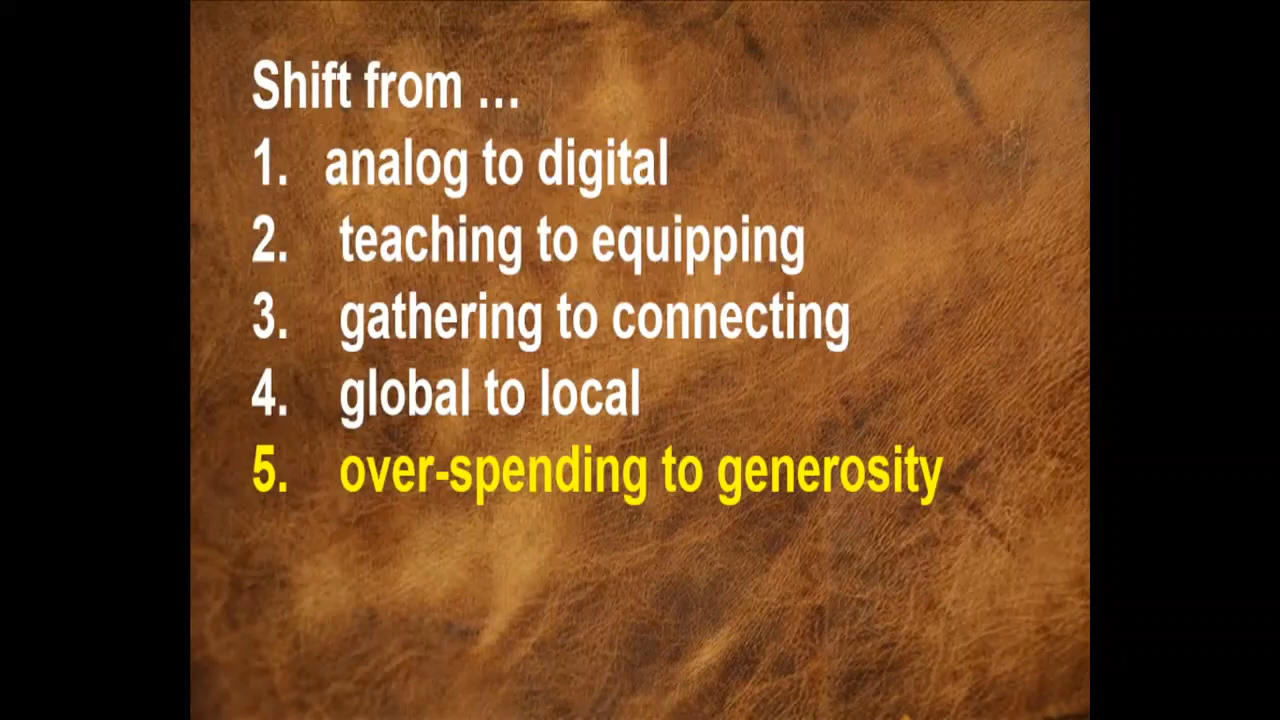 Shift from …
1. analog to digital
2. teaching to equipping
3. gathering to connecting
4. global to local
5. over-spending to generosity